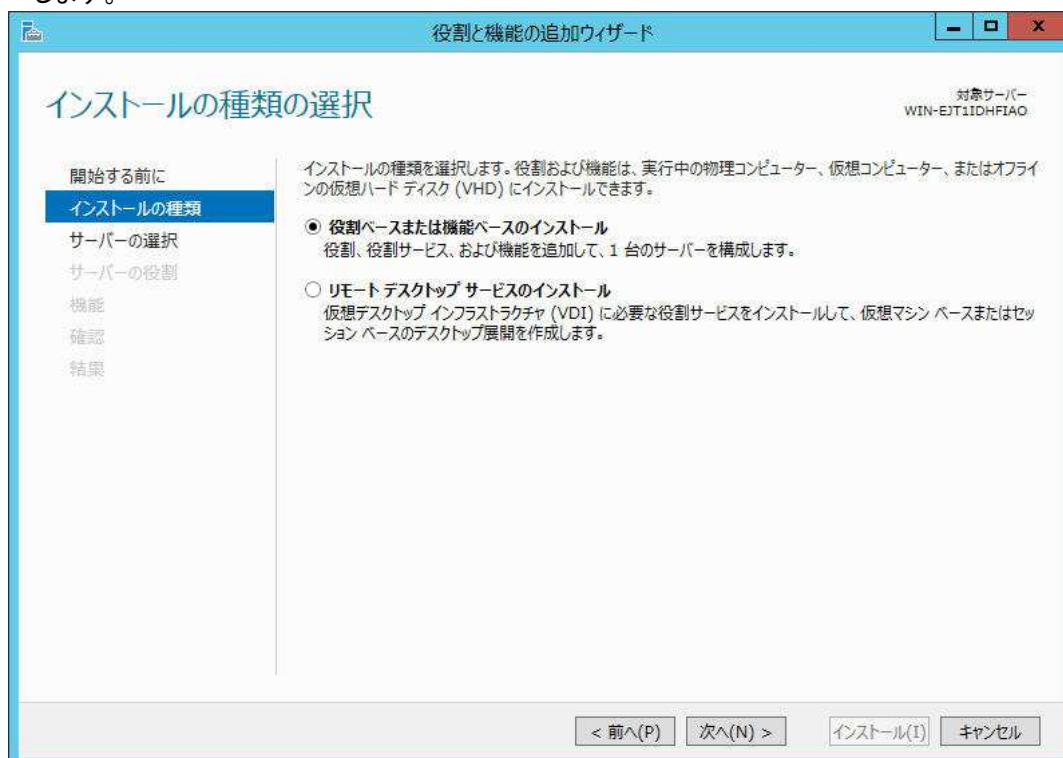 します。
役割と機能の追加ウィザード
インストールの種類の選択
対象サーバー
WIN-EJT1IDHFIAO
開始する前に
インストールの種類
サーバーの選択
サーバーの役割
機能
確認
結果
インストールの種類を選択します。役割および機能は、実行中の物理コンピューター、仮想コンピューター、またはオフライ
ンの仮想ハード ディスク (VHD) にインストールできます。
役割ベースまたは機能ベースのインストール
役割、役割サービス、および機能を追加して、1 台のサーバーを構成します。
リモート デスクトップ サービスのインストール
仮想デスクトップ インフラストラクチャ (VDI) に必要な役割サービスをインストールして、仮想マシン ベースまたはセッ
ション ベースのデスクトップ展開を作成します。
< 前へ(P) 次へ(N) > インストール(I) キャンセル